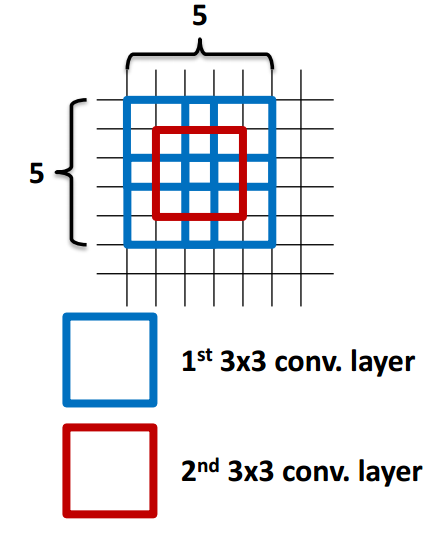 5
5
1st 3x3 conv. layer
2nd 3x3 conv. layer